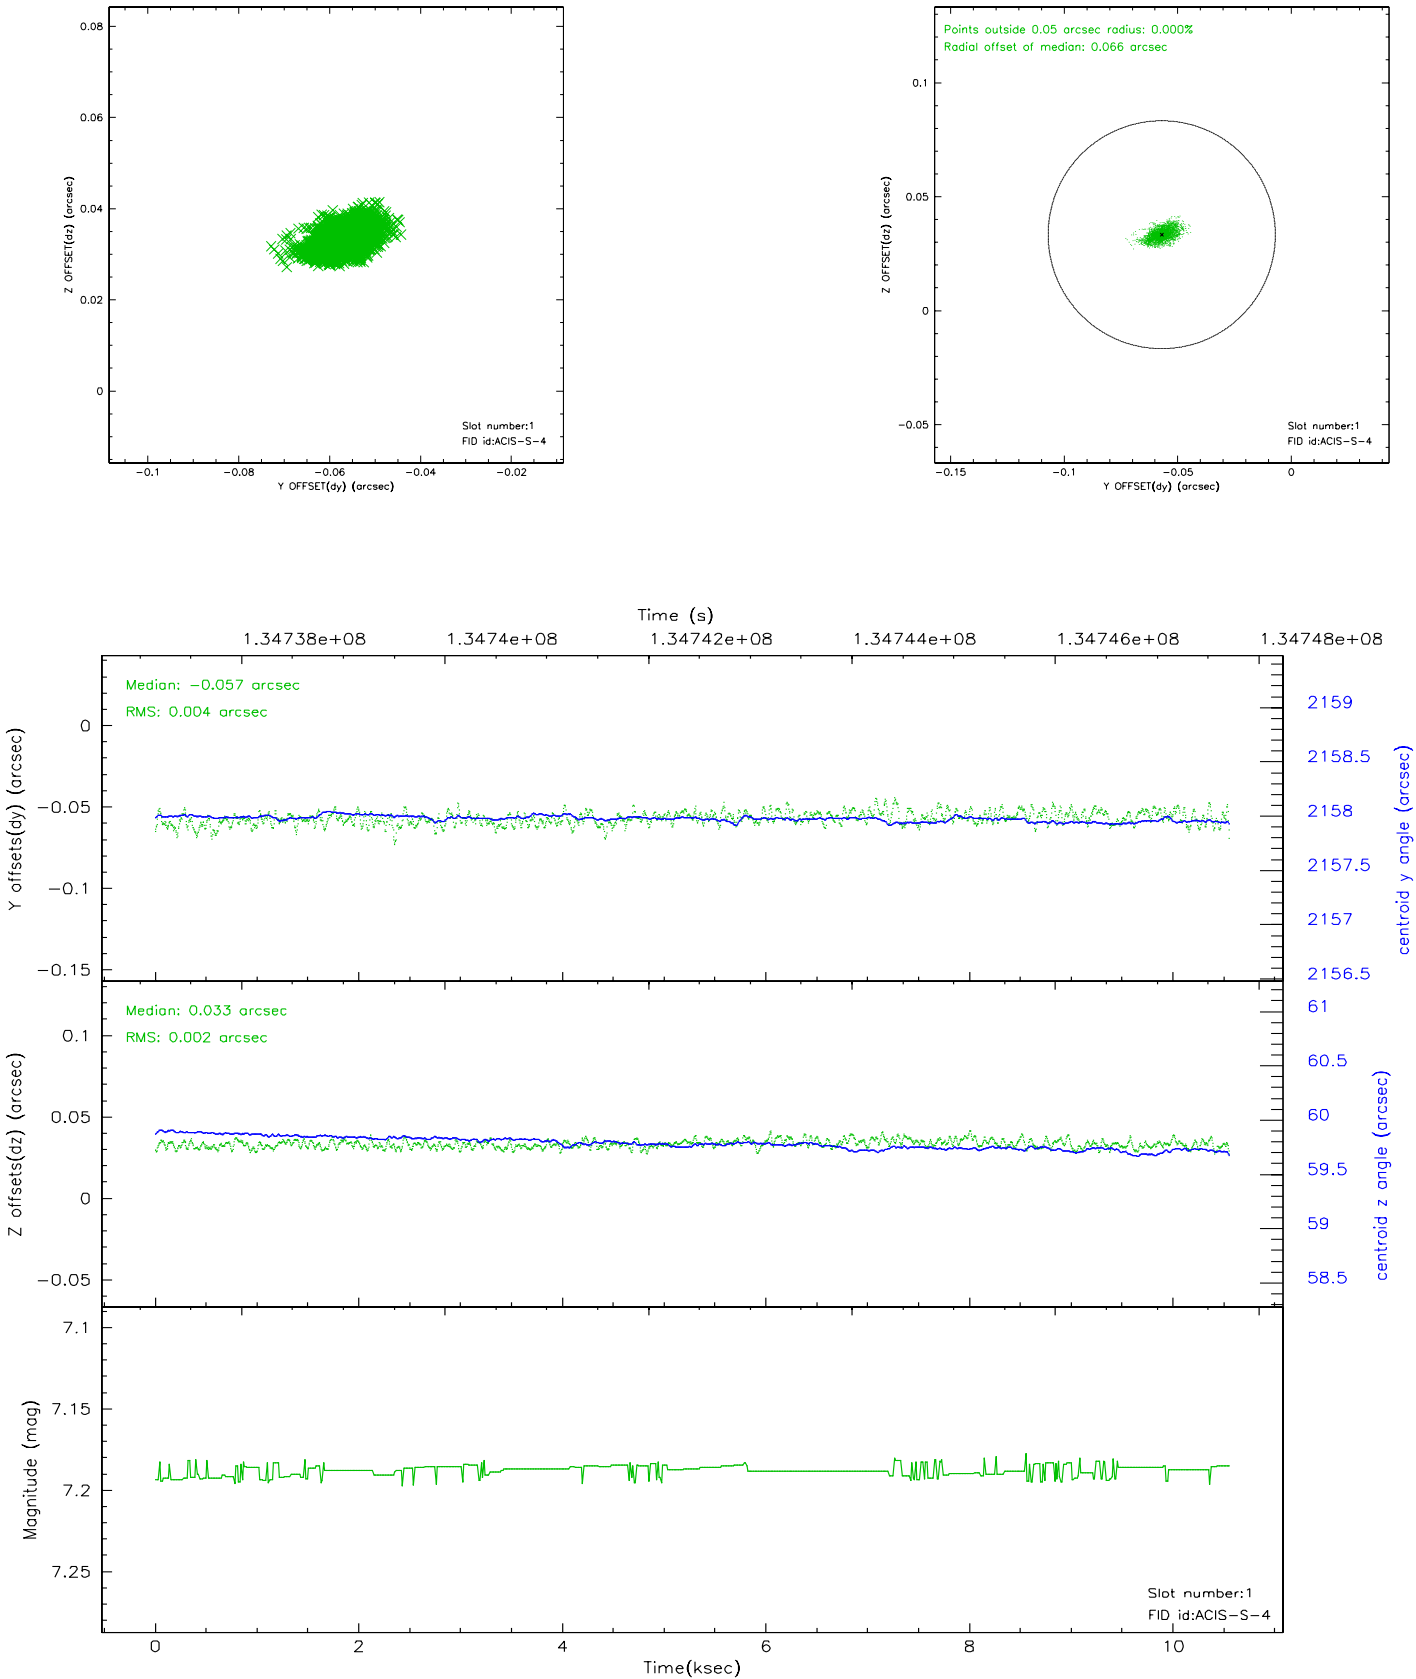 Points outside 0.05 arcsec radius: 0.000%
Radial offset of median: 0.066 arcsec
0.08
0.06
0.04
0.02
0
Z OFFSET(dz) (arcsec)
Slot number:1
FID id:ACIS-S-4
-0.1 -0.08 -0.06 -0.04 -0.02
Y OFFSET(dy) (arcsec)
0.1
0.05
0
-0.05
Z OFFSET(dz) (arcsec)
Slot number:1
FID id:ACIS-S-4
-0.15 -0.1 -0.05 0
Y OFFSET(dy) (arcsec)
Time (s)
1.34738e+08 1.3474e+08 1.34742e+08 1.34744e+08 1.34746e+08 1.34748e+08
Median: -0.057 arcsec
RMS: 0.004 arcsec
0
-0.05
-0.1
-0.15
Y offsets(dy) (arcsec)
2159
2158.5
2158
2157.5
2157
2156.5
centroid y angle (arcsec)
Median: 0.033 arcsec
RMS: 0.002 arcsec
0.1
0.05
0
-0.05
Z offsets(dz) (arcsec)
61
60.5
60
59.5
59
58.5
centroid z angle (arcsec)
7.1
7.15
7.2
7.25
Magnitude (mag)
Slot number:1
FID id:ACIS-S-4
0 2 4 6 8 10
Time(ksec)